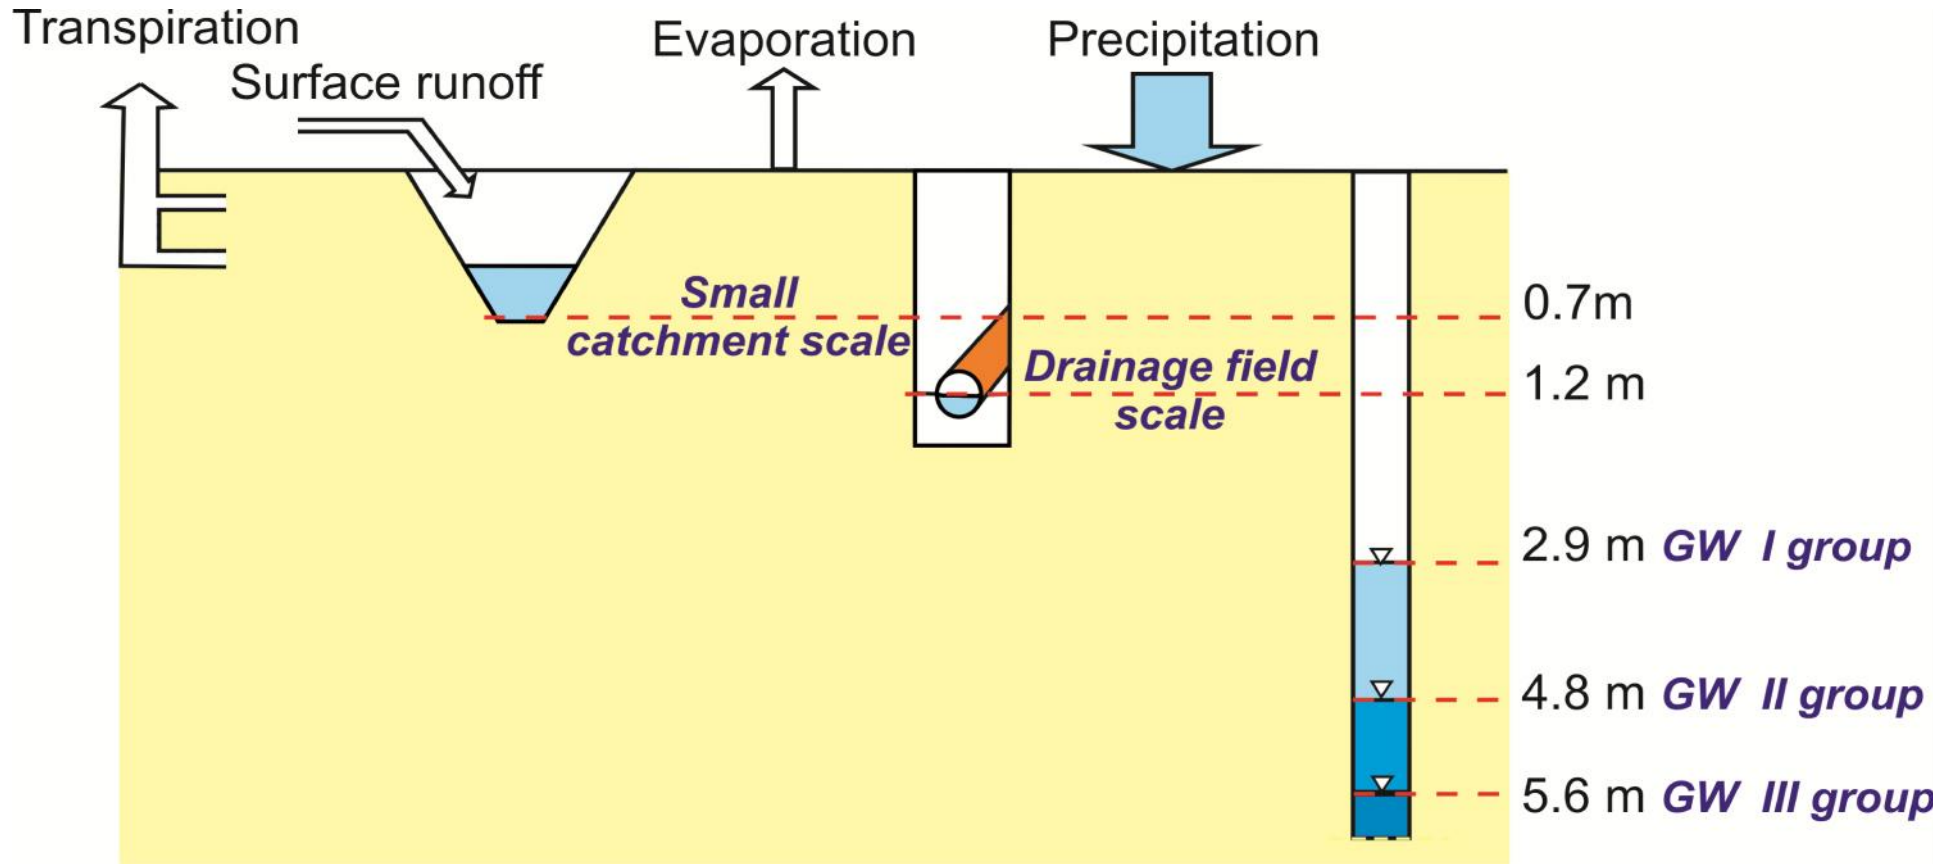 Transpiration
Surface runoff
Evaporation
Precipitation
Small
catchment scale
Drainage field
scale
0.7m
1.2 m
2.9 m GW I group
4.8 m GW II group
5.6 m GW III group